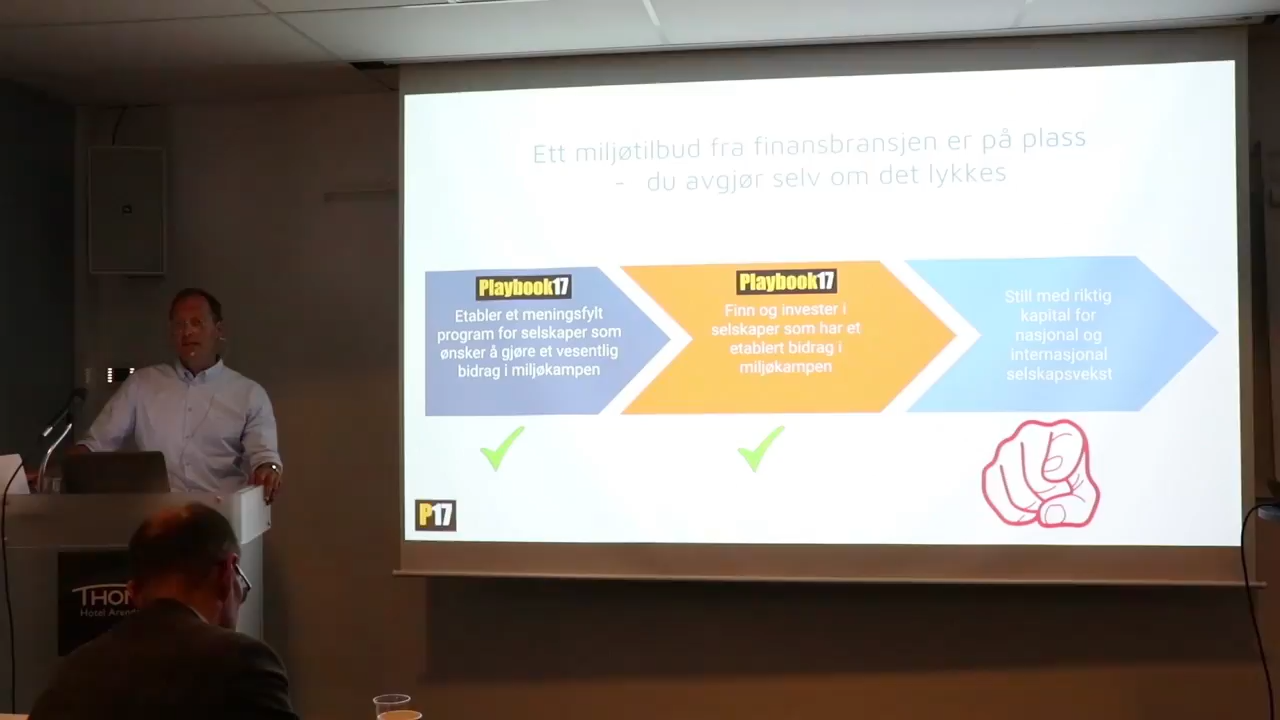 Ett miljøtilbud fra finansbransjen er på plass
- du avgjør selv om det lykkes
Playbook17
Etabler et meningsfylt
program for selskaper som
ønsker å gjøre et vesentlig
bidrag i miljøkampen
Playbook17
Finn og invester i
selskaper som har et
etablert bidrag i
miljøkampen
Still med riktig
kapital for
nasjonal og
internasjonal
selskapsvekst
P17
THON
Hotel